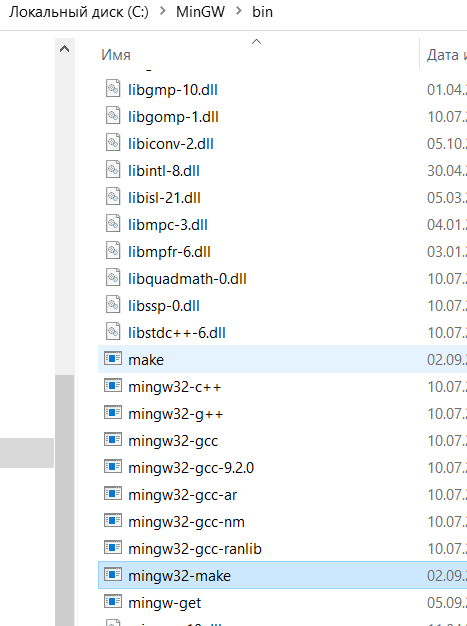 Локальный диск (C:) > MinGW > bin
Имя
Дата и
libgmp-10.dll 01.04.2
libgomp-1.dll 10.07.2
libiconv-2.dll 05.10.2
libintl-8.dll 30.04.2
libisl-21.dll 05.03.2
libmpc-3.dll 04.01.2
libmpfr-6.dll 03.01.2
libquadmath-0.dll 10.07.2
libssp-0.dll 10.07.2
libstdc++-6.dll 10.07.2
make 02.09.2
mingw32-c++ 10.07.2
mingw32-g++ 10.07.2
mingw32-gcc 10.07.2
mingw32-gcc-9.2.0 10.07.2
mingw32-gcc-ar 10.07.2
mingw32-gcc-nm 10.07.2
mingw32-gcc-ranlib 10.07.2
mingw32-make 02.09.2
mingw-get 05.09.2